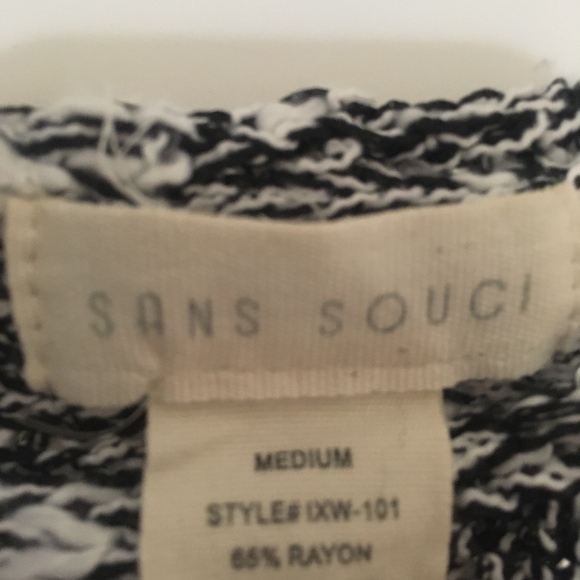 SANS SOUCI
MEDIUM
STYLE# IXW-101
65% RAYON